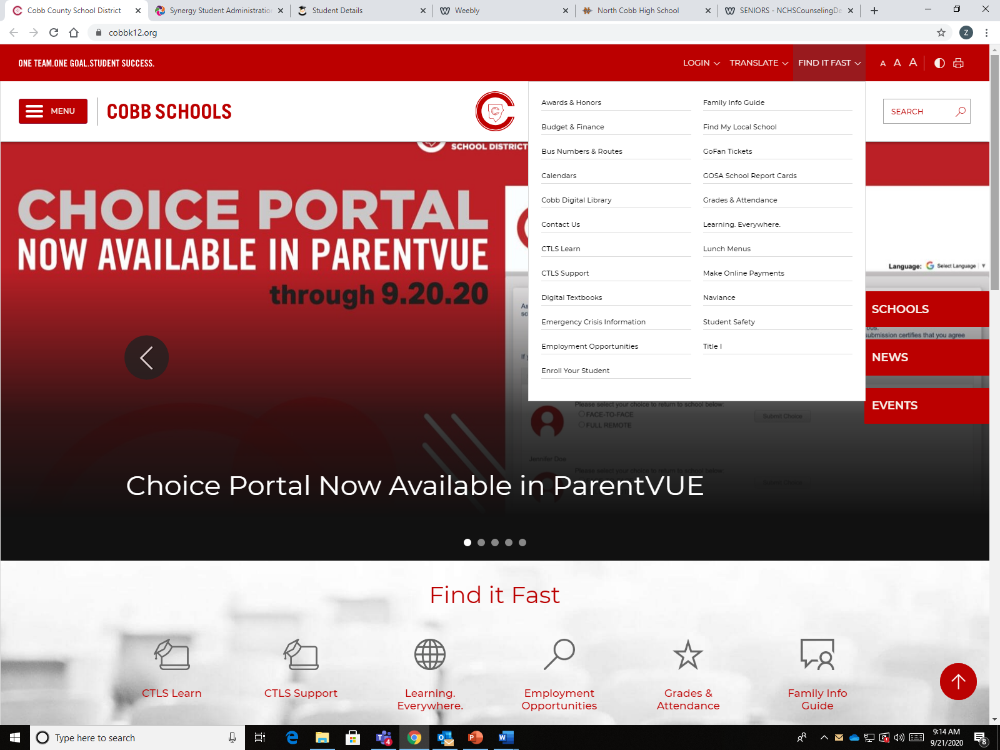 Cobb County School District
Synergy Student Administratio
Student Details
Weebly
North Cobb High School
SENIORS - NCHSCounselingDe
cobbk12.org
Z
ONE TEAM.ONE GOAL.STUDENT SUCCESS.
LOGIN
TRANSLATE
FIND IT FAST
A A A
MENU
COBB SCHOOLS
SEARCH
Awards & Honors
Budget & Finance
Bus Numbers & Routes
Calendars
Cobb Digital Library
Contact Us
CTLS Learn
CTLS Support
Digital Textbooks
Emergency Crisis Information
Employment Opportunities
Enroll Your Student
Family Info Guide
Find My Local School
GoFan Tickets
GOSA School Report Cards
Grades & Attendance
Learning. Everywhere.
Lunch Menus
Make Online Payments
Naviance
Student Safety
Title I
SCHOOL DISTRICT
CHOICE PORTAL
NOW AVAILABLE IN PARENTVUE
through 9.20.20
Language: Select Language
As
sc
bus.
submission certifies that you agree
If
SCHOOLS
NEWS
EVENTS
Please select your choice to return to school below:
FACE-TO-FACE
FULL REMOTE
Submit Choice
Jennifer Doe
Please select your choice to return to school below:
Submit Choice
Choice Portal Now Available in ParentVUE
Find it Fast
CTLS Learn
CTLS Support
Learning.
Everywhere.
Employment
Opportunities
Grades &
Attendance
Family Info
Guide
Type here to search
4
9:14 AM
9/21/2020
8